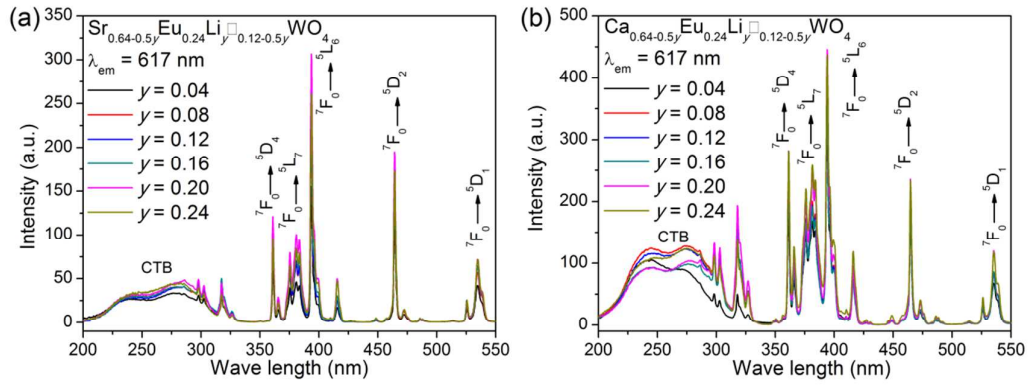 (a)
Sr0.64-0.5yEu0.24Liy□0.12-0.5yWO4
λem = 617 nm
y = 0.04
y = 0.08
y = 0.12
y = 0.16
y = 0.20
y = 0.24
CTB
7F0 → 5D4
7F0 → 5L7
7F0 → 5L6
7F0 → 5D2
7F0 → 5D1
Intensity (a.u.)
350
300
250
200
150
100
50
0
200 250 300 350 400 450 500 550
Wave length (nm)
(b)
Ca0.64-0.5yEu0.24Liy□0.12-0.5yWO4
λem = 617 nm
y = 0.04
y = 0.08
y = 0.12
y = 0.16
y = 0.20
y = 0.24
CTB
7F0 → 5D4
7F0 → 5L7
7F0 → 5L6
7F0 → 5D2
7F0 → 5D1
Intensity (a.u.)
500
400
300
200
100
0
200 250 300 350 400 450 500 550
Wave length (nm)